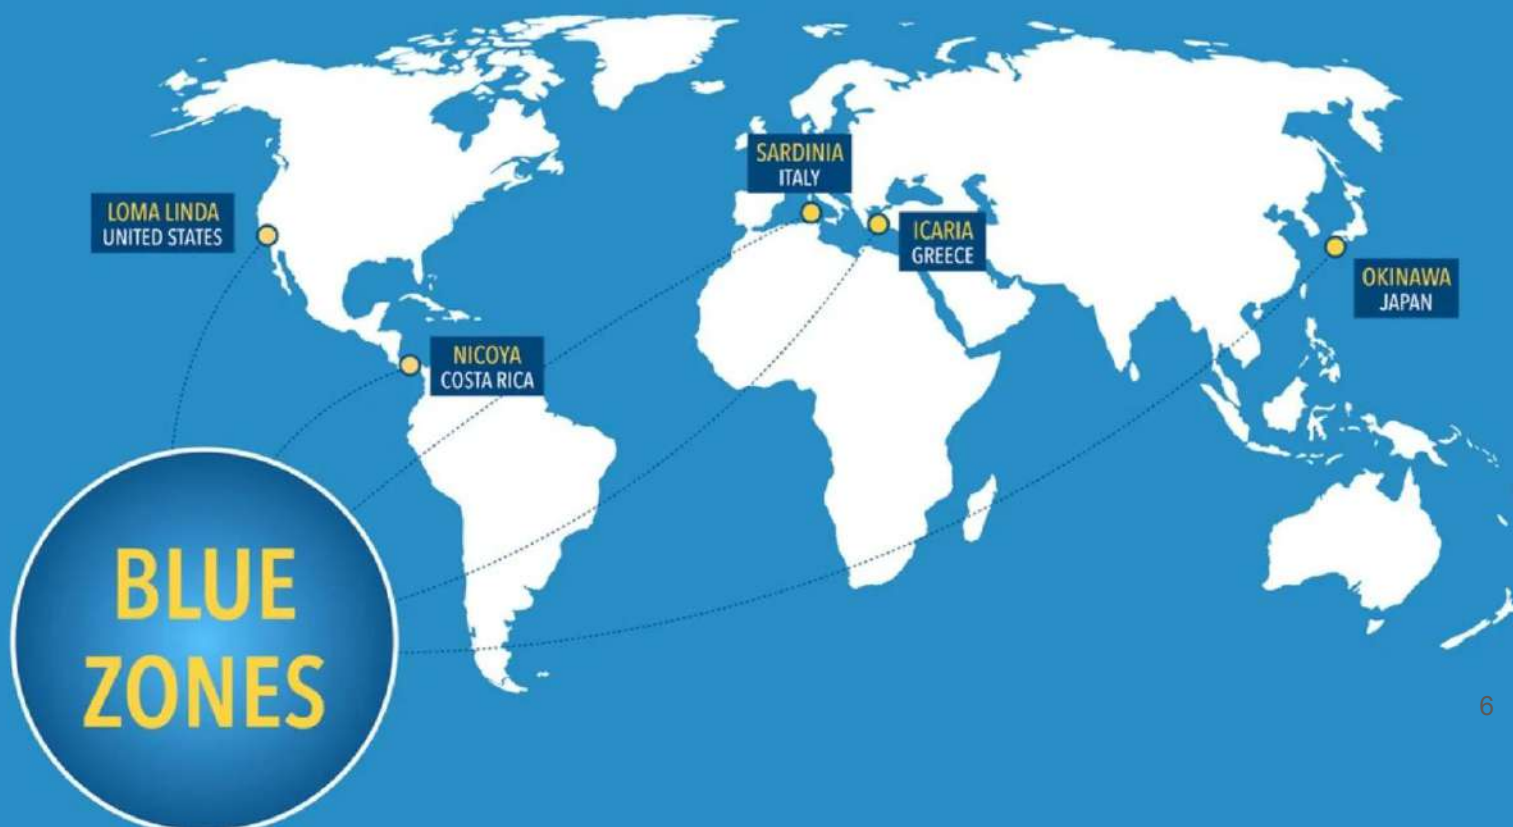 SARDINIA
ITALY
LOMA LINDA
UNITED STATES
ICARIA
GREECE
OKINAWA
JAPAN
NICOYA
COSTA RICA
BLUE
ZONES
6